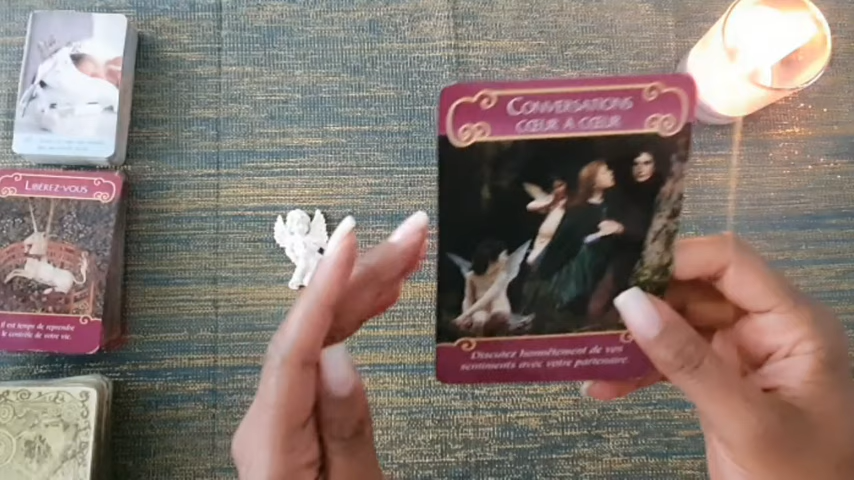 CONVERSATIONS
CŒUR À CŒUR
Discutez honnêtement de vos
sentiments avec votre partenaire.
LIBÉREZ-VOUS
Il est temps de reprendre
le contrôle de votre vie.